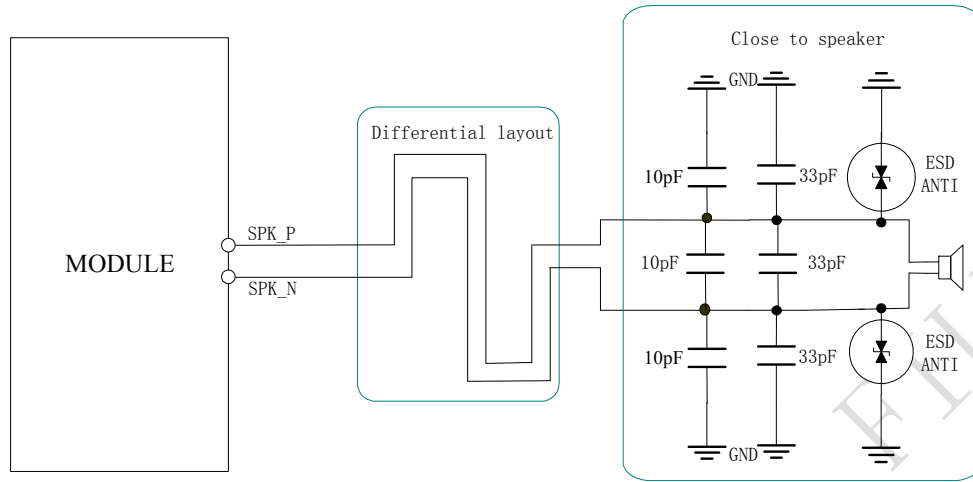 Close to speaker
GND
Differential layout
10pF
33pF
ESD
ANTI
SPK_P
MODULE
10pF
33pF
SPK_N
10pF
33pF
ESD
ANTI
GND